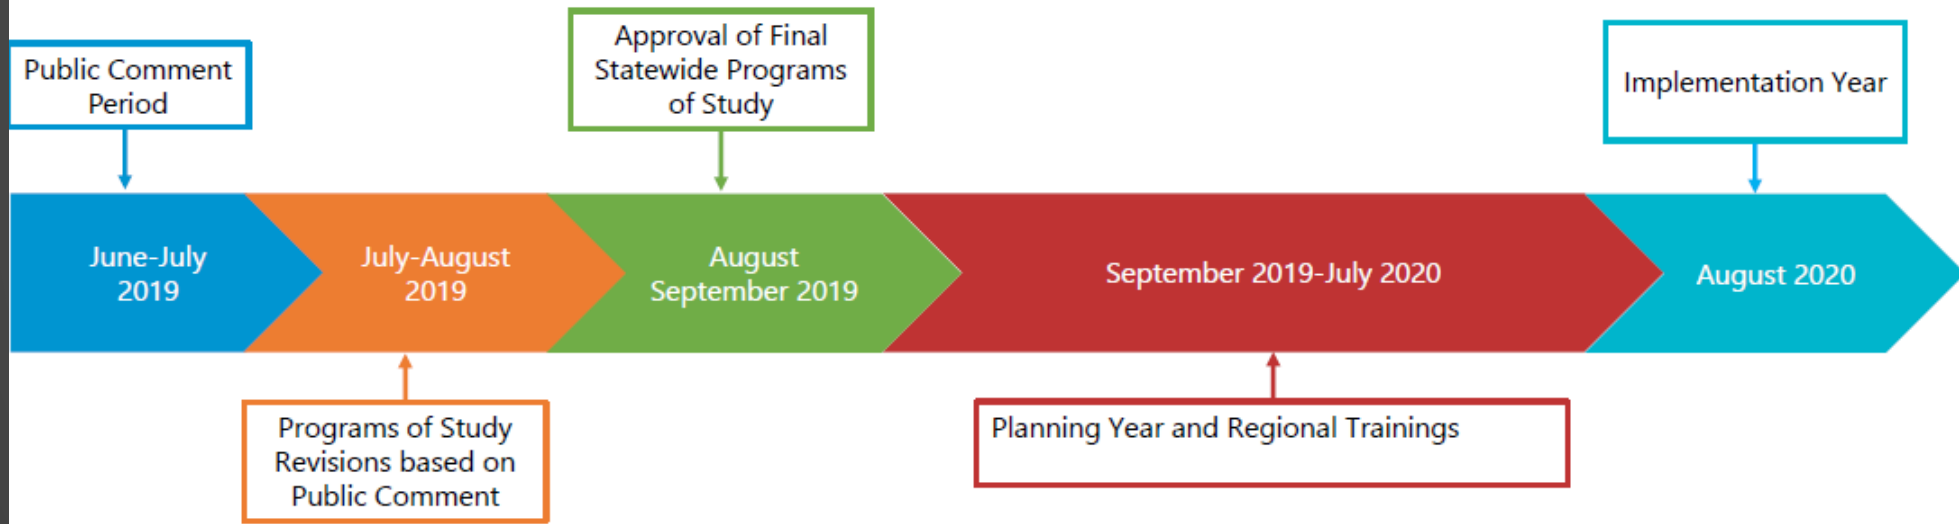 Public Comment
Period
Approval of Final
Statewide Programs
of Study
Implementation Year
June-July
2019
July-August
2019
August
September 2019
September 2019-July 2020
August 2020
Programs of Study
Revisions based on
Public Comment
Planning Year and Regional Trainings